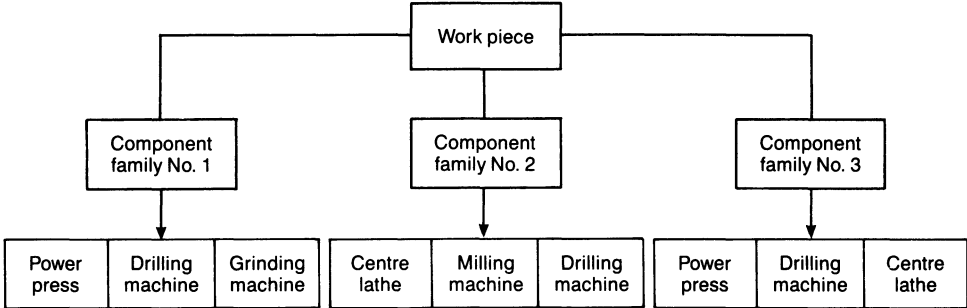 Work piece
Component
family No. 1
Component
family No. 2
Component
family No. 3
Power
press
Drilling
machine
Grinding
machine
Centre
lathe
Milling
machine
Drilling
machine
Power
press
Drilling
machine
Centre
lathe